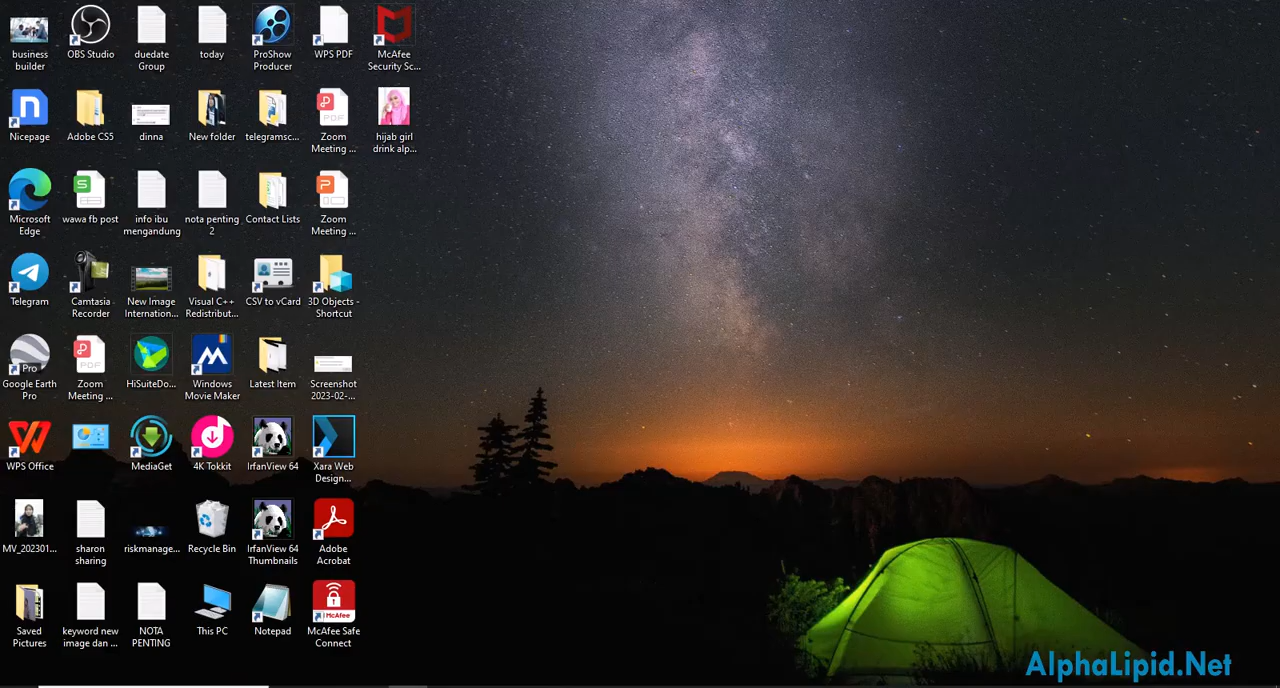 business
builder
OBS Studio
duedate
Group
today
ProShow
Producer
WPS PDF
McAfee
Security Sc...
Nicepage
Adobe CS5
dinna
New folder
telegramsc...
Zoom
Meeting ...
hijab girl
drink alp...
Microsoft
Edge
wawa fb post
info ibu
mengandung
nota penting
2
Contact Lists
Zoom
Meeting ...
Telegram
Camtasia
Recorder
New Image
Internation...
Visual C++
Redistribut...
CSV to vCard
3D Objects -
Shortcut
Pro
Google Earth
Pro
Zoom
Meeting ...
HiSuiteDo...
Windows
Movie Maker
Latest Item
Screenshot
2023-02-...
WPS Office
MediaGet
4K Tokkit
IrfanView 64
Xara Web
Design...
MV_202301...
sharon
sharing
riskmanage...
Recycle Bin
IrfanView 64
Thumbnails
Adobe
Acrobat
Saved
Pictures
keyword new
image dan ...
NOTA
PENTING
This PC
Notepad
McAfee
McAfee Safe
Connect
AlphaLipid.Net